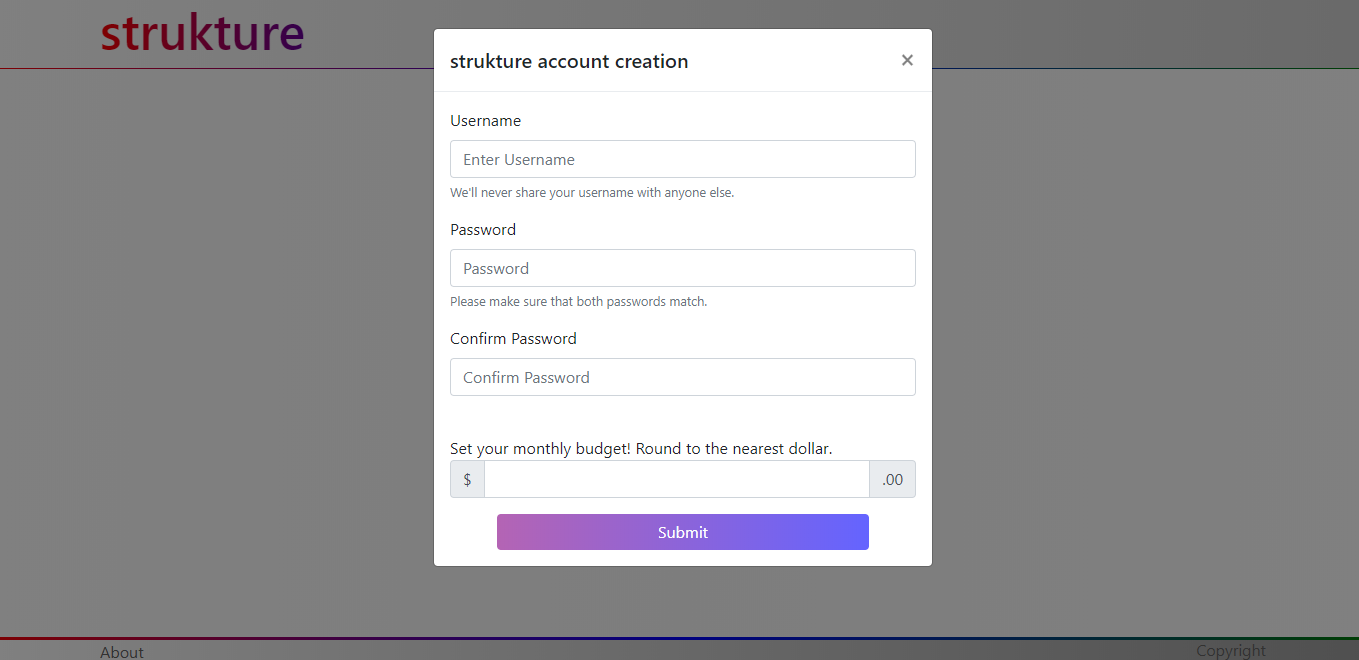 strukture
strukture account creation
×
Username
Enter Username
We'll never share your username with anyone else.
Password
Password
Please make sure that both passwords match.
Confirm Password
Confirm Password
Set your monthly budget! Round to the nearest dollar.
$ .00
Submit
About Copyright